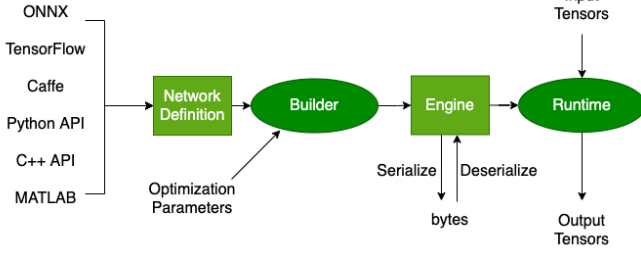 ONNX
TensorFlow
Caffe
Python API
C++ API
MATLAB
Network
Definition
Builder
Optimization
Parameters
Engine
Serialize
Deserialize
bytes
Input
Tensors
Runtime
Output
Tensors